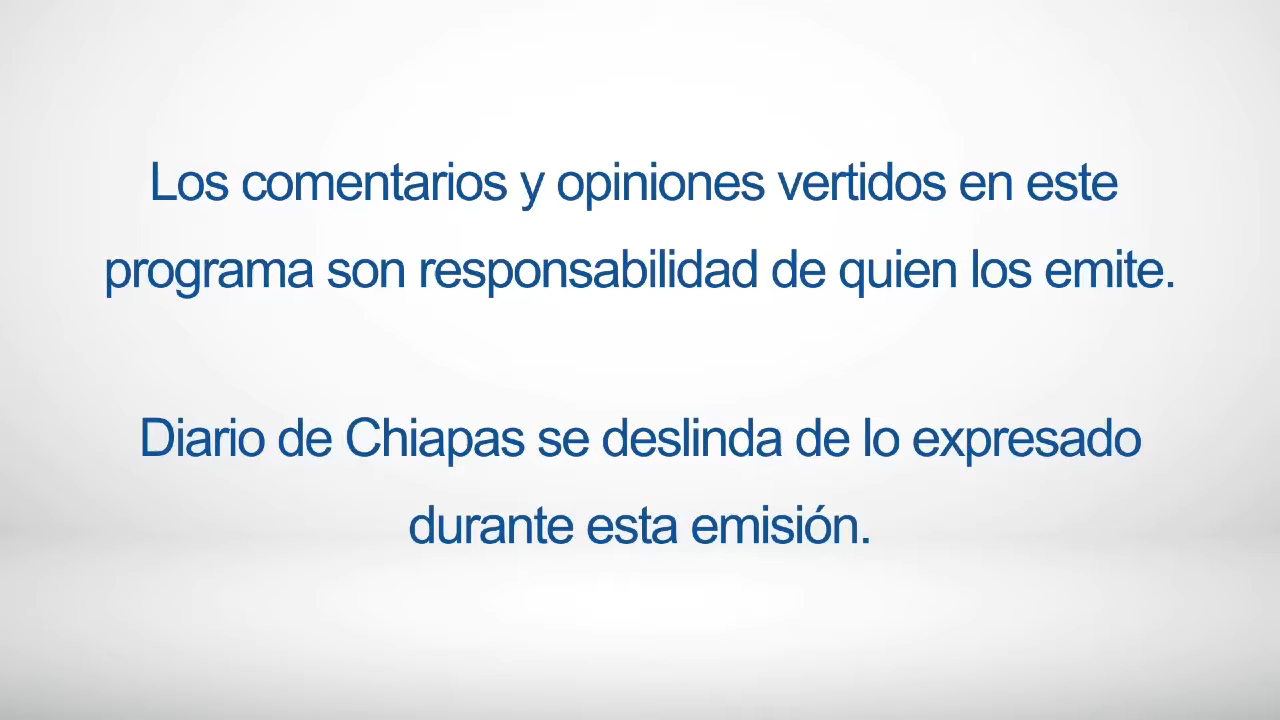 Los comentarios y opiniones vertidos en este
programa son responsabilidad de quien los emite.
Diario de Chiapas se deslinda de lo expresado
durante esta emisión.